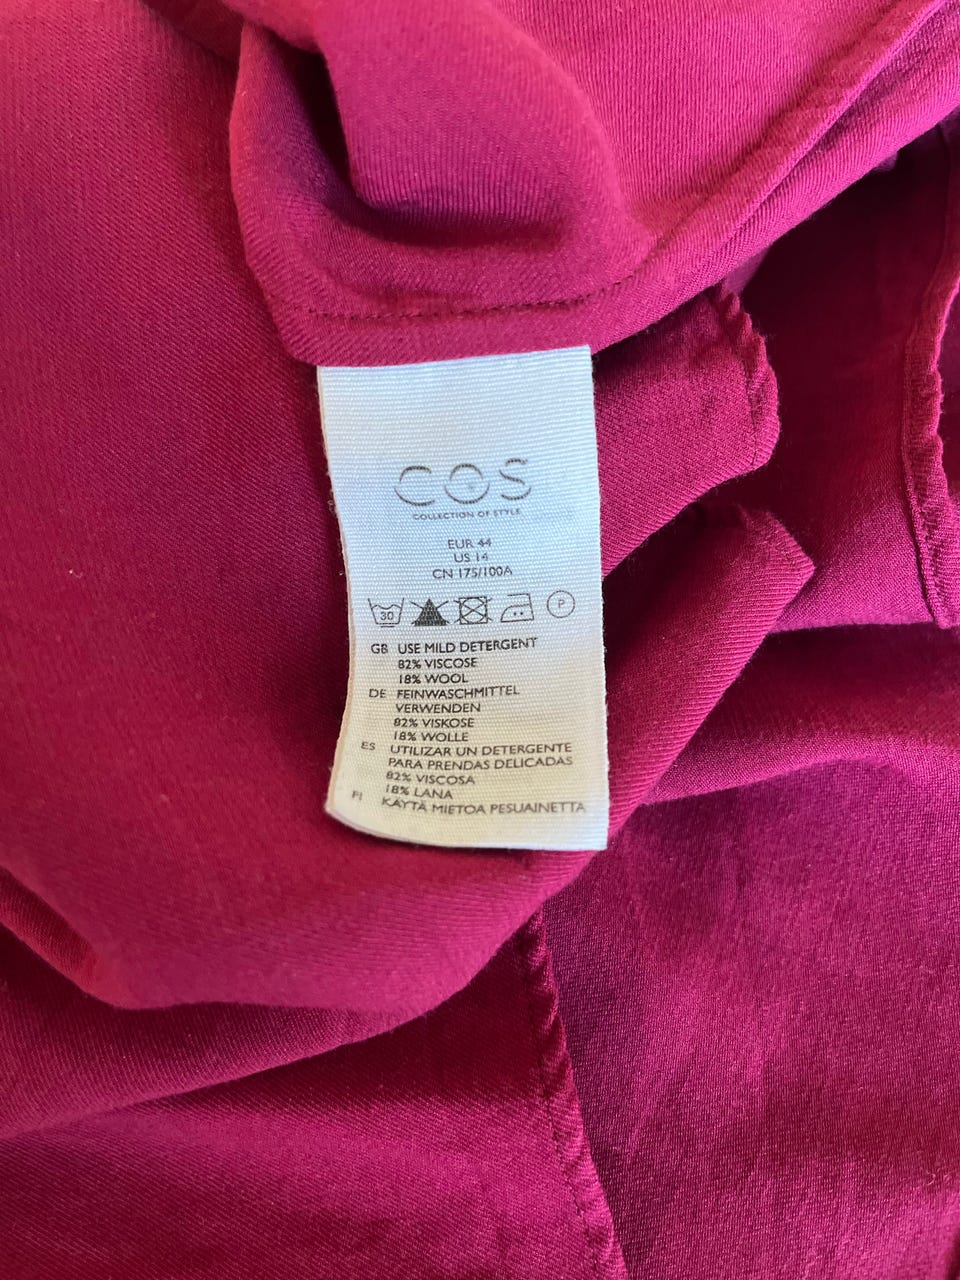 COS
COLLECTION OF STYLE
EUR 44
US 14
CN 175/100A
30 P
GB USE MILD DETERGENT
82% VISCOSE
18% WOOL
DE FEINWASCHMITTEL
VERWENDEN
82% VISKOSE
18% WOLLE
ES UTILIZAR UN DETERGENTE
PARA PRENDAS DELICADAS
82% VISCOSA
18% LANA
FI KÄYTÄ MIETOA PESUAINETTA